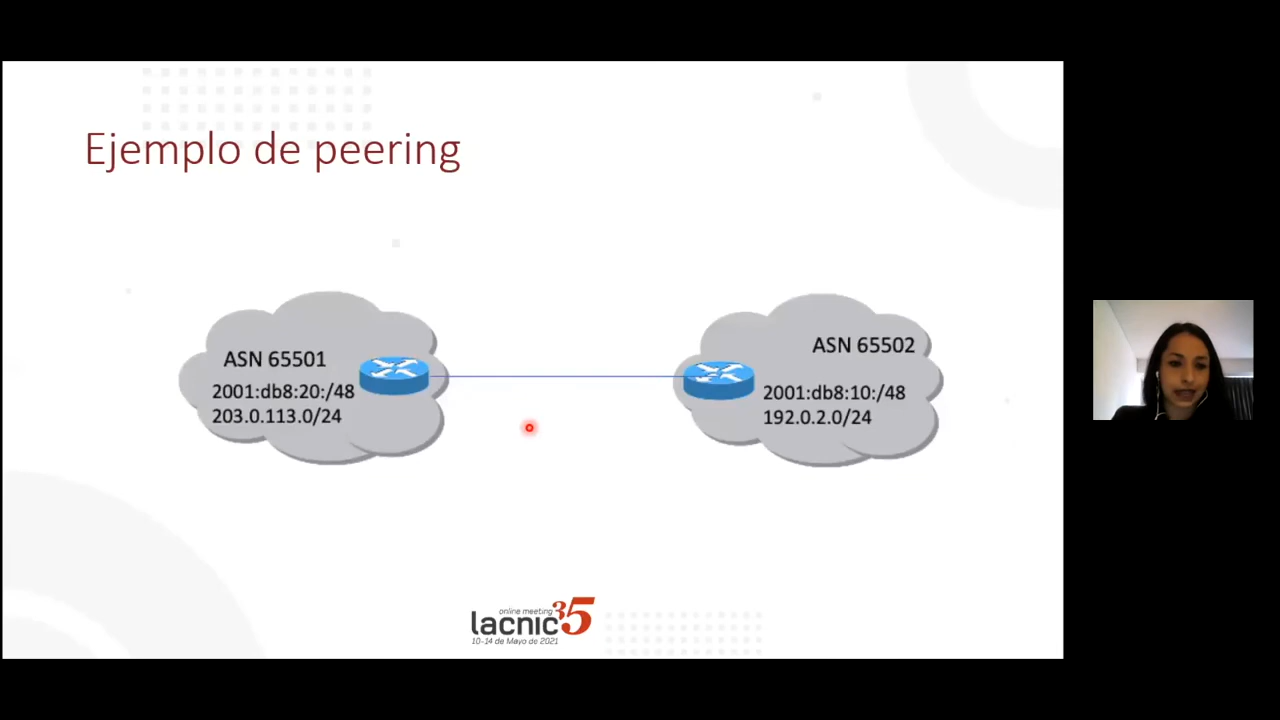 Ejemplo de peering
ASN 65501
2001:db8:20:/48
203.0.113.0/24
ASN 65502
2001:db8:10:/48
192.0.2.0/24
online meeting
lacnic35
10-14 de Mayo de 2021